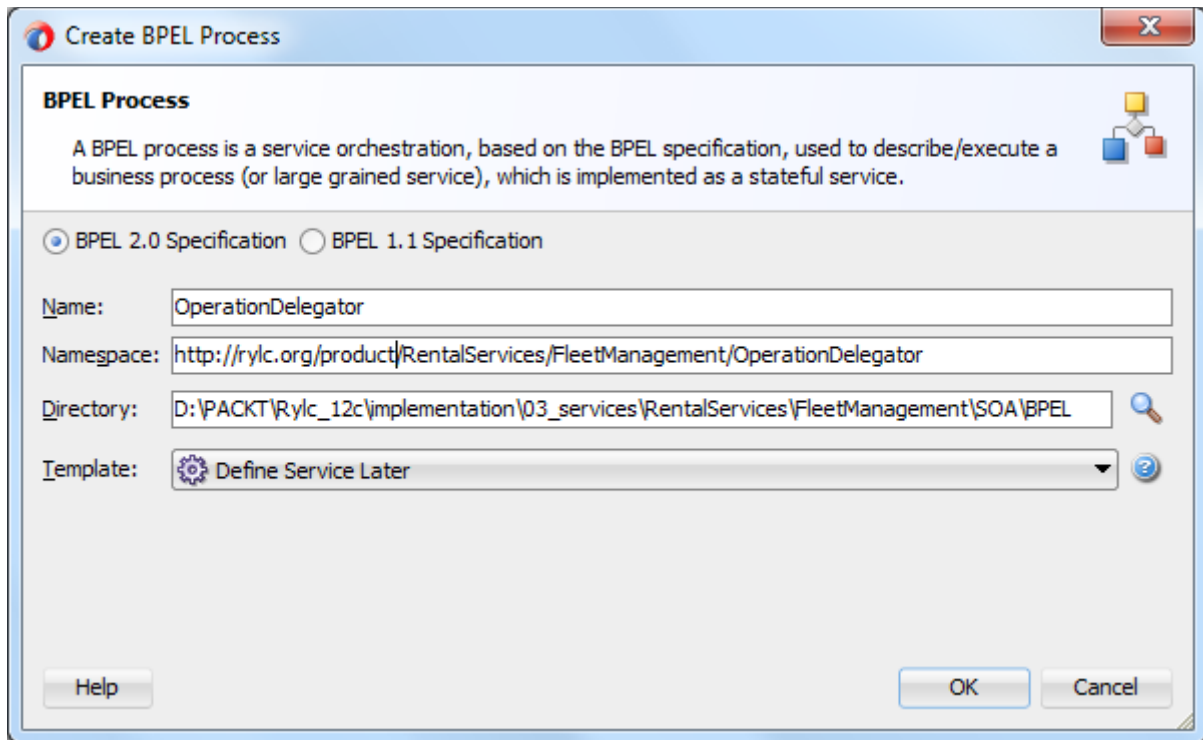 Create BPEL Process
BPEL Process
A BPEL process is a service orchestration, based on the BPEL specification, used to describe/execute a
business process (or large grained service), which is implemented as a stateful service.
BPEL 2.0 Specification BPEL 1.1 Specification
Name: OperationDelegator
Namespace: http://rylc.org/product/RentalServices/FleetManagement/OperationDelegator
Directory: D:\PACKT\Rylc_12c\implementation\03_services\RentalServices\FleetManagement\SOA\BPEL
Template: Define Service Later
Help OK Cancel